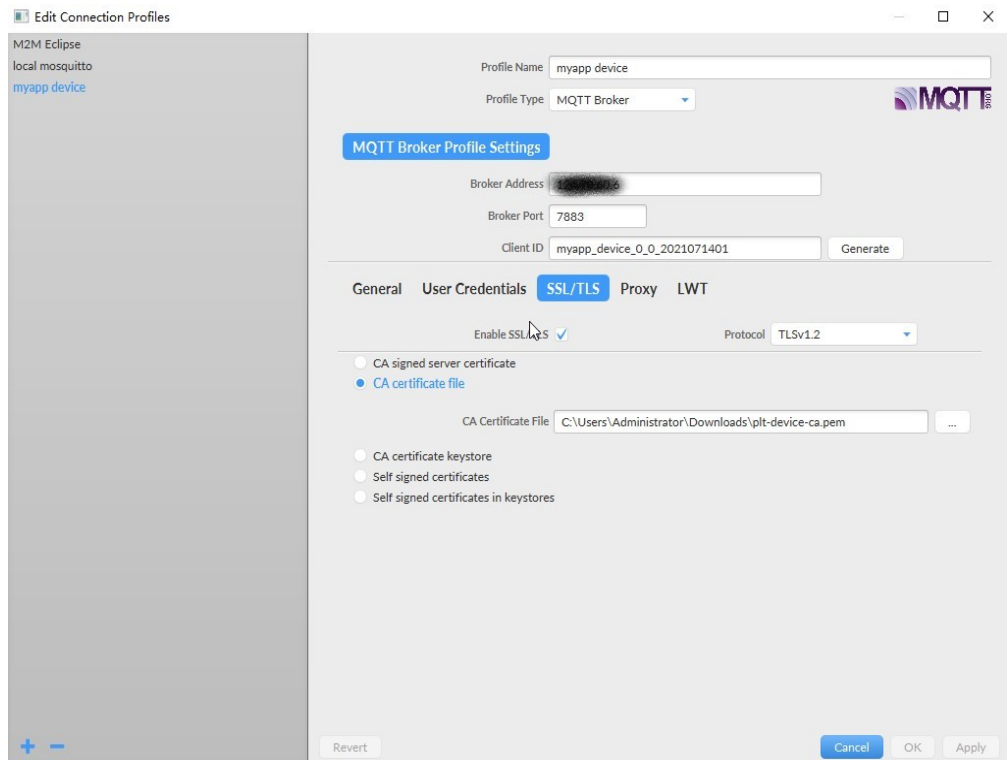 Edit Connection Profiles
M2M Eclipse
local mosquitto
myapp device
Profile Name myapp device
Profile Type MQTT Broker
MQTT ORG
MQTT Broker Profile Settings
Broker Address
Broker Port 7883
Client ID myapp_device_0_0_2021071401 Generate
General User Credentials SSL/TLS Proxy LWT
Enable SSL/TLS Protocol TLSv1.2
CA signed server certificate
CA certificate file
CA Certificate File C:\Users\Administrator\Downloads\plt-device-ca.pem ...
CA certificate keystore
Self signed certificates
Self signed certificates in keystores
Revert Cancel OK Apply